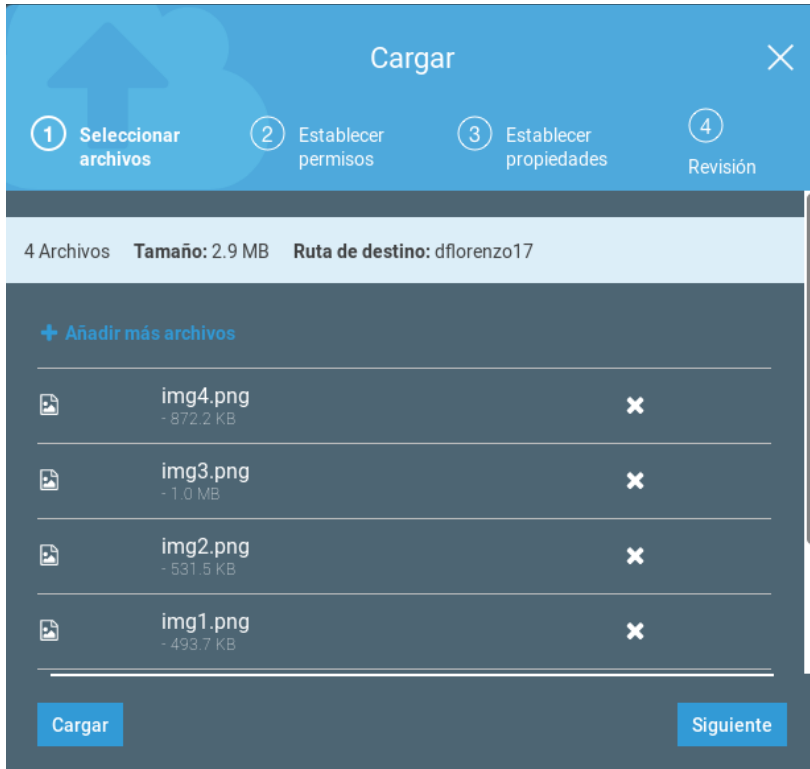 Cargar
1 Seleccionar archivos
2 Establecer permisos
3 Establecer propiedades
4 Revisión
4 Archivos Tamaño: 2.9 MB Ruta de destino: dflorenzo17
Añadir más archivos
img4.png
- 872.2 KB
img3.png
- 1.0 MB
img2.png
- 531.5 KB
img1.png
- 493.7 KB
Cargar Siguiente